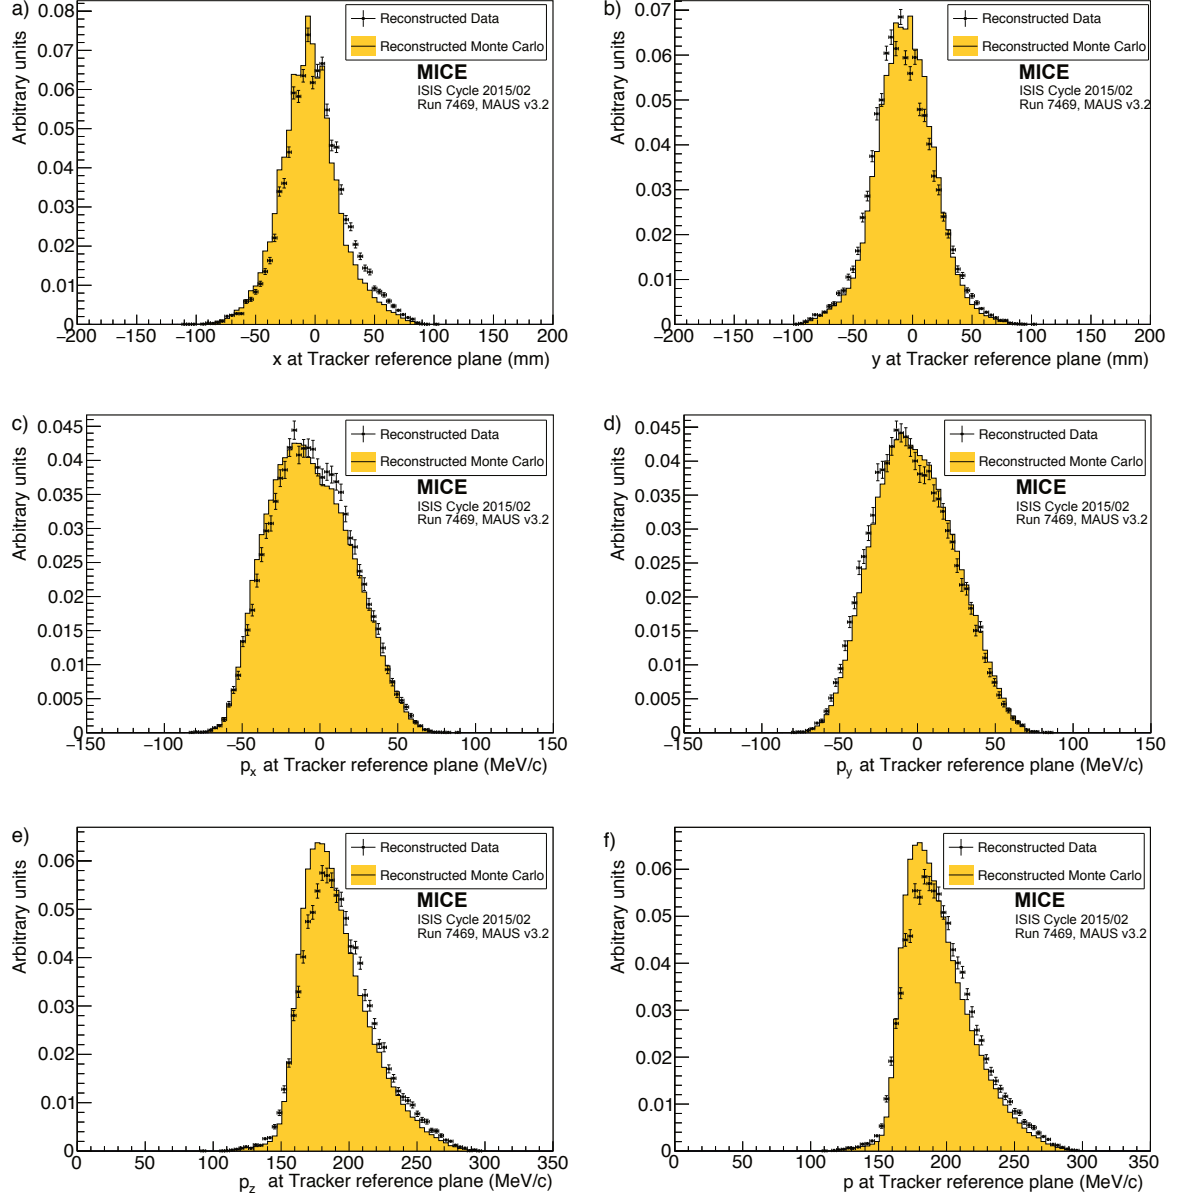 a)
Arbitrary units
0.08
0.07
0.06
0.05
0.04
0.03
0.02
0.01
0
−200 −150 −100 −50 0 50 100 150 200
x at Tracker reference plane (mm)
Reconstructed Data
Reconstructed Monte Carlo
MICE
ISIS Cycle 2015/02
Run 7469, MAUS v3.2
b)
Arbitrary units
0.07
0.06
0.05
0.04
0.03
0.02
0.01
0
−200 −150 −100 −50 0 50 100 150 200
y at Tracker reference plane (mm)
Reconstructed Data
Reconstructed Monte Carlo
MICE
ISIS Cycle 2015/02
Run 7469, MAUS v3.2
c)
Arbitrary units
0.045
0.04
0.035
0.03
0.025
0.02
0.015
0.01
0.005
0
−150 −100 −50 0 50 100 150
p_x at Tracker reference plane (MeV/c)
Reconstructed Data
Reconstructed Monte Carlo
MICE
ISIS Cycle 2015/02
Run 7469, MAUS v3.2
d)
Arbitrary units
0.045
0.04
0.035
0.03
0.025
0.02
0.015
0.01
0.005
0
−150 −100 −50 0 50 100 150
p_y at Tracker reference plane (MeV/c)
Reconstructed Data
Reconstructed Monte Carlo
MICE
ISIS Cycle 2015/02
Run 7469, MAUS v3.2
e)
Arbitrary units
0.06
0.05
0.04
0.03
0.02
0.01
0
0 50 100 150 200 250 300 350
p_z at Tracker reference plane (MeV/c)
Reconstructed Data
Reconstructed Monte Carlo
MICE
ISIS Cycle 2015/02
Run 7469, MAUS v3.2
f)
Arbitrary units
0.06
0.05
0.04
0.03
0.02
0.01
0
0 50 100 150 200 250 300 350
p at Tracker reference plane (MeV/c)
Reconstructed Data
Reconstructed Monte Carlo
MICE
ISIS Cycle 2015/02
Run 7469, MAUS v3.2